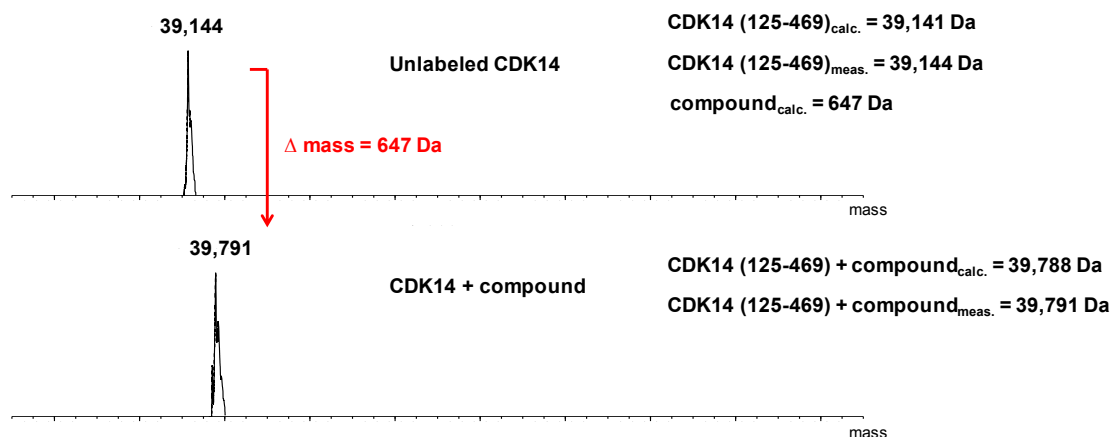 39,144
Unlabeled CDK14
CDK14 (125-469)calc. = 39,141 Da
CDK14 (125-469)meas. = 39,144 Da
compoundcalc. = 647 Da
Δ mass = 647 Da
mass
39,791
CDK14 + compound
CDK14 (125-469) + compoundcalc. = 39,788 Da
CDK14 (125-469) + compoundmeas. = 39,791 Da
mass